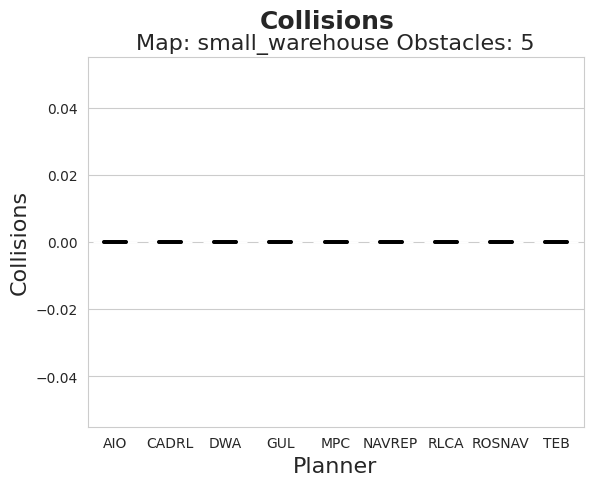 Collisions
Map: small_warehouse Obstacles: 5
0.04
0.02
0.00
−0.02
−0.04
Collisions
AIO CADRL DWA GUL MPC NAVREP RLCA ROSNAV TEB
Planner